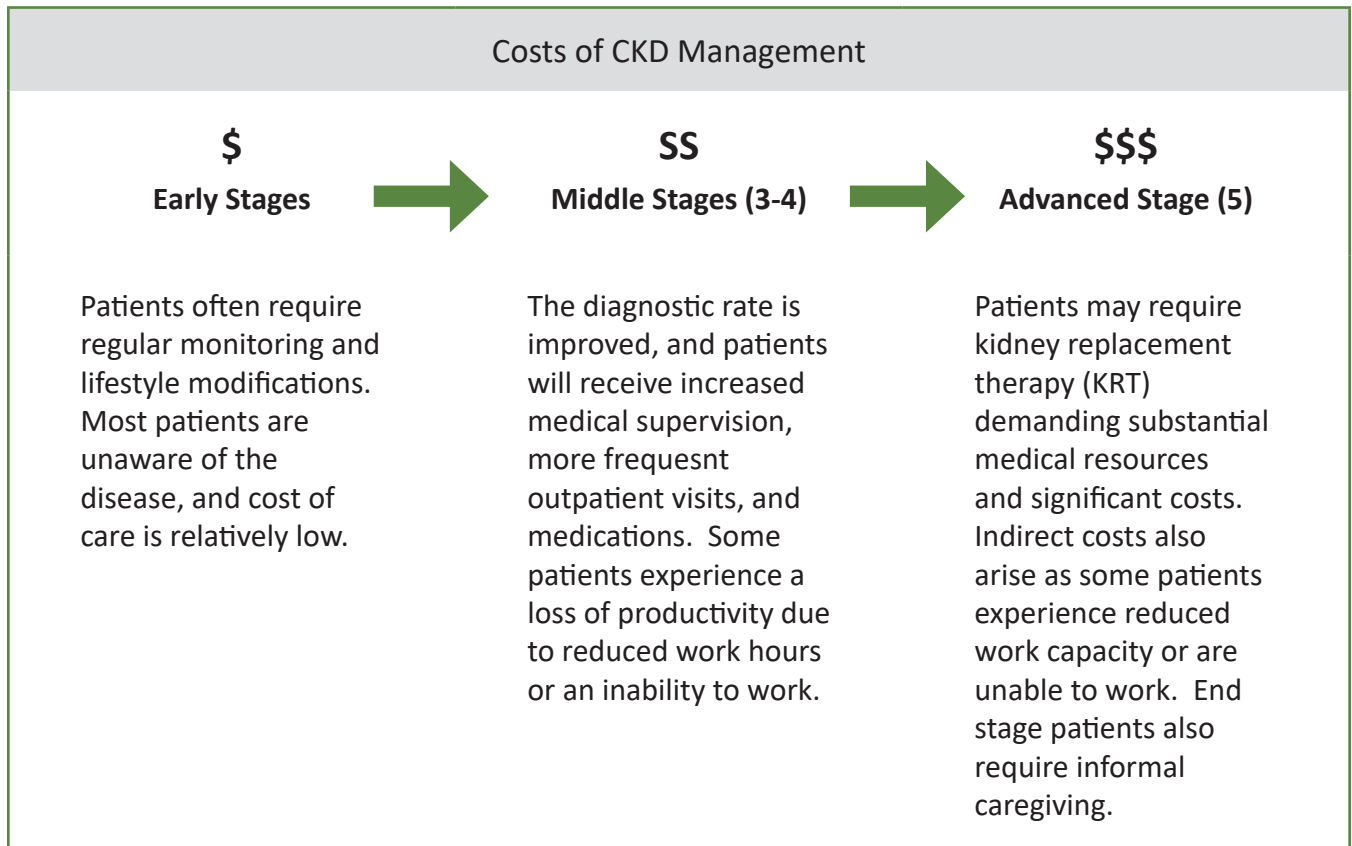 Costs of CKD Management
$
Early Stages
Patients often require
regular monitoring and
lifestyle modifications.
Most patients are
unaware of the
disease, and cost of
care is relatively low.
SS
Middle Stages (3-4)
The diagnostic rate is
improved, and patients
will receive increased
medical supervision,
more frequesnt
outpatient visits, and
medications.  Some
patients experience a
loss of productivity due
to reduced work hours
or an inability to work.
$$$
Advanced Stage (5)
Patients may require
kidney replacement
therapy (KRT)
demanding substantial
medical resources
and significant costs.
Indirect costs also
arise as some patients
experience reduced
work capacity or are
unable to work.  End
stage patients also
require informal
caregiving.